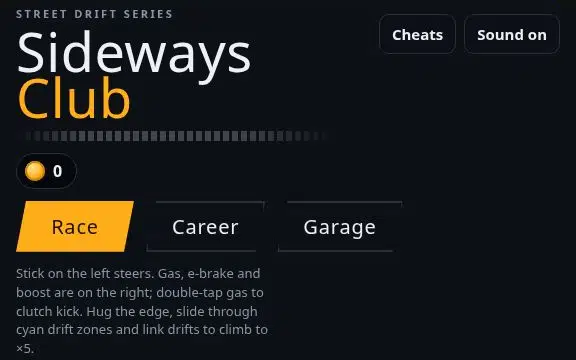 STREET DRIFT SERIES
Sideways
Club
Cheats
Sound on
0
Race
Career
Garage
Stick on the left steers. Gas, e-brake and
boost are on the right; double-tap gas to
clutch kick. Hug the edge, slide through
cyan drift zones and link drifts to climb to
×5.